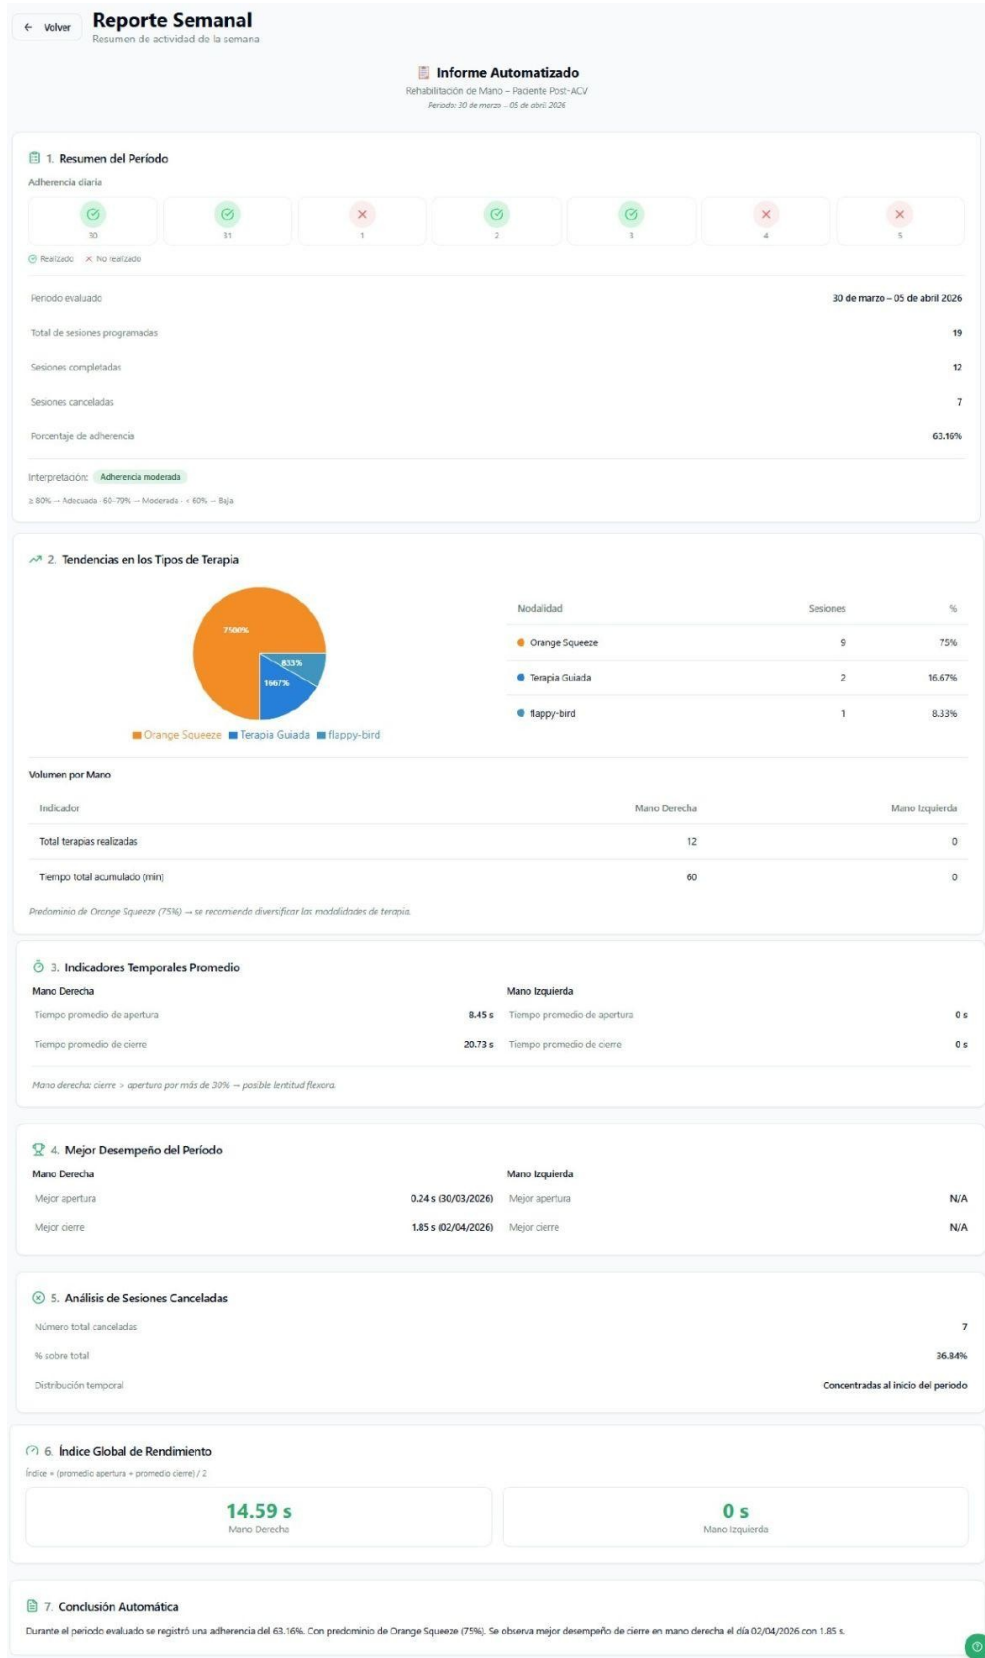 ← Volver
Reporte Semanal
Resumen de actividad de la semana
Informe Automatizado
Rehabilitación de Mano – Paciente Post-ACV
Periodo: 30 de marzo – 05 de abril 2026
1. Resumen del Período
Adherencia diaria
30 31 1 2 3 4 5
Realizado × No realizado
Periodo evaluado 30 de marzo – 05 de abril 2026
Total de sesiones programadas 19
Sesiones completadas 12
Sesiones canceladas 7
Porcentaje de adherencia 63.16%
Interpretación: Adherencia moderada
≥ 80% → Adecuada · 60-79% → Moderada · < 60% → Baja
2. Tendencias en los Tipos de Terapia
7500%
833%
1667%
Orange Squeeze Terapia Guiada flappy-bird
Nodalidad Sesiones %
Orange Squeeze 9 75%
Terapia Guiada 2 16.67%
flappy-bird 1 8.33%
Volumen por Mano
Indicador Mano Derecha Mano Izquierda
Total terapias realizadas 12 0
Tiempo total acumulado (min) 60 0
Predominio de Orange Squeeze (75%) → se recomienda diversificar las modalidades de terapia.
3. Indicadores Temporales Promedio
Mano Derecha Mano Izquierda
Tiempo promedio de apertura 8.45 s Tiempo promedio de apertura 0 s
Tiempo promedio de cierre 20.73 s Tiempo promedio de cierre 0 s
Mano derecha: cierre > apertura por más de 30% → posible lentitud flexora.
4. Mejor Desempeño del Período
Mano Derecha Mano Izquierda
Mejor apertura 0.24 s (30/03/2026) Mejor apertura N/A
Mejor cierre 1.85 s (02/04/2026) Mejor cierre N/A
5. Análisis de Sesiones Canceladas
Número total canceladas 7
% sobre total 36.84%
Distribución temporal Concentradas al inicio del periodo
6. Índice Global de Rendimiento
Índice = (promedio apertura + promedio cierre) / 2
14.59 s 0 s
Mano Derecha Mano Izquierda
7. Conclusión Automática
Durante el periodo evaluado se registró una adherencia del 63.16%. Con predominio de Orange Squeeze (75%). Se observa mejor desempeño de cierre en mano derecha el día 02/04/2026 con 1.85 s.